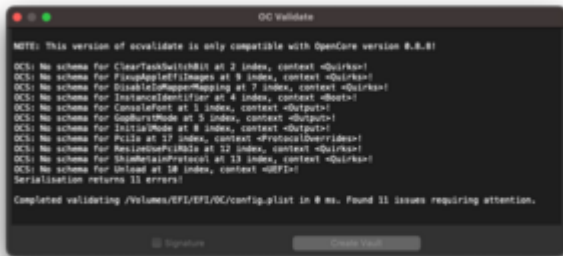 OC Validate
NOTE: This version of ocvalidate is only compatible with OpenCore version 0.8.8!
OCS: No schema for ClearTaskSwitchBit at 2 index, context <Quirks>!
OCS: No schema for FixupAppleEfiImages at 9 index, context <Quirks>!
OCS: No schema for DisableIoMapperMapping at 7 index, context <Quirks>!
OCS: No schema for InstanceIdentifier at 4 index, context <Boot>!
OCS: No schema for ConsoleFont at 1 index, context <Output>!
OCS: No schema for GopBurstMode at 5 index, context <Output>!
OCS: No schema for InitialMode at 8 index, context <Output>!
OCS: No schema for PciIo at 17 index, context <ProtocolOverrides>!
OCS: No schema for ResizeUsePciRbIo at 12 index, context <Quirks>!
OCS: No schema for ShimRetainProtocol at 13 index, context <Quirks>!
OCS: No schema for Unload at 10 index, context <UEFI>!
Serialisation returns 11 errors!
Completed validating /Volumes/EFI/EFI/OC/config.plist in 0 ms. Found 11 issues requiring attention.
Signature
Create Vault